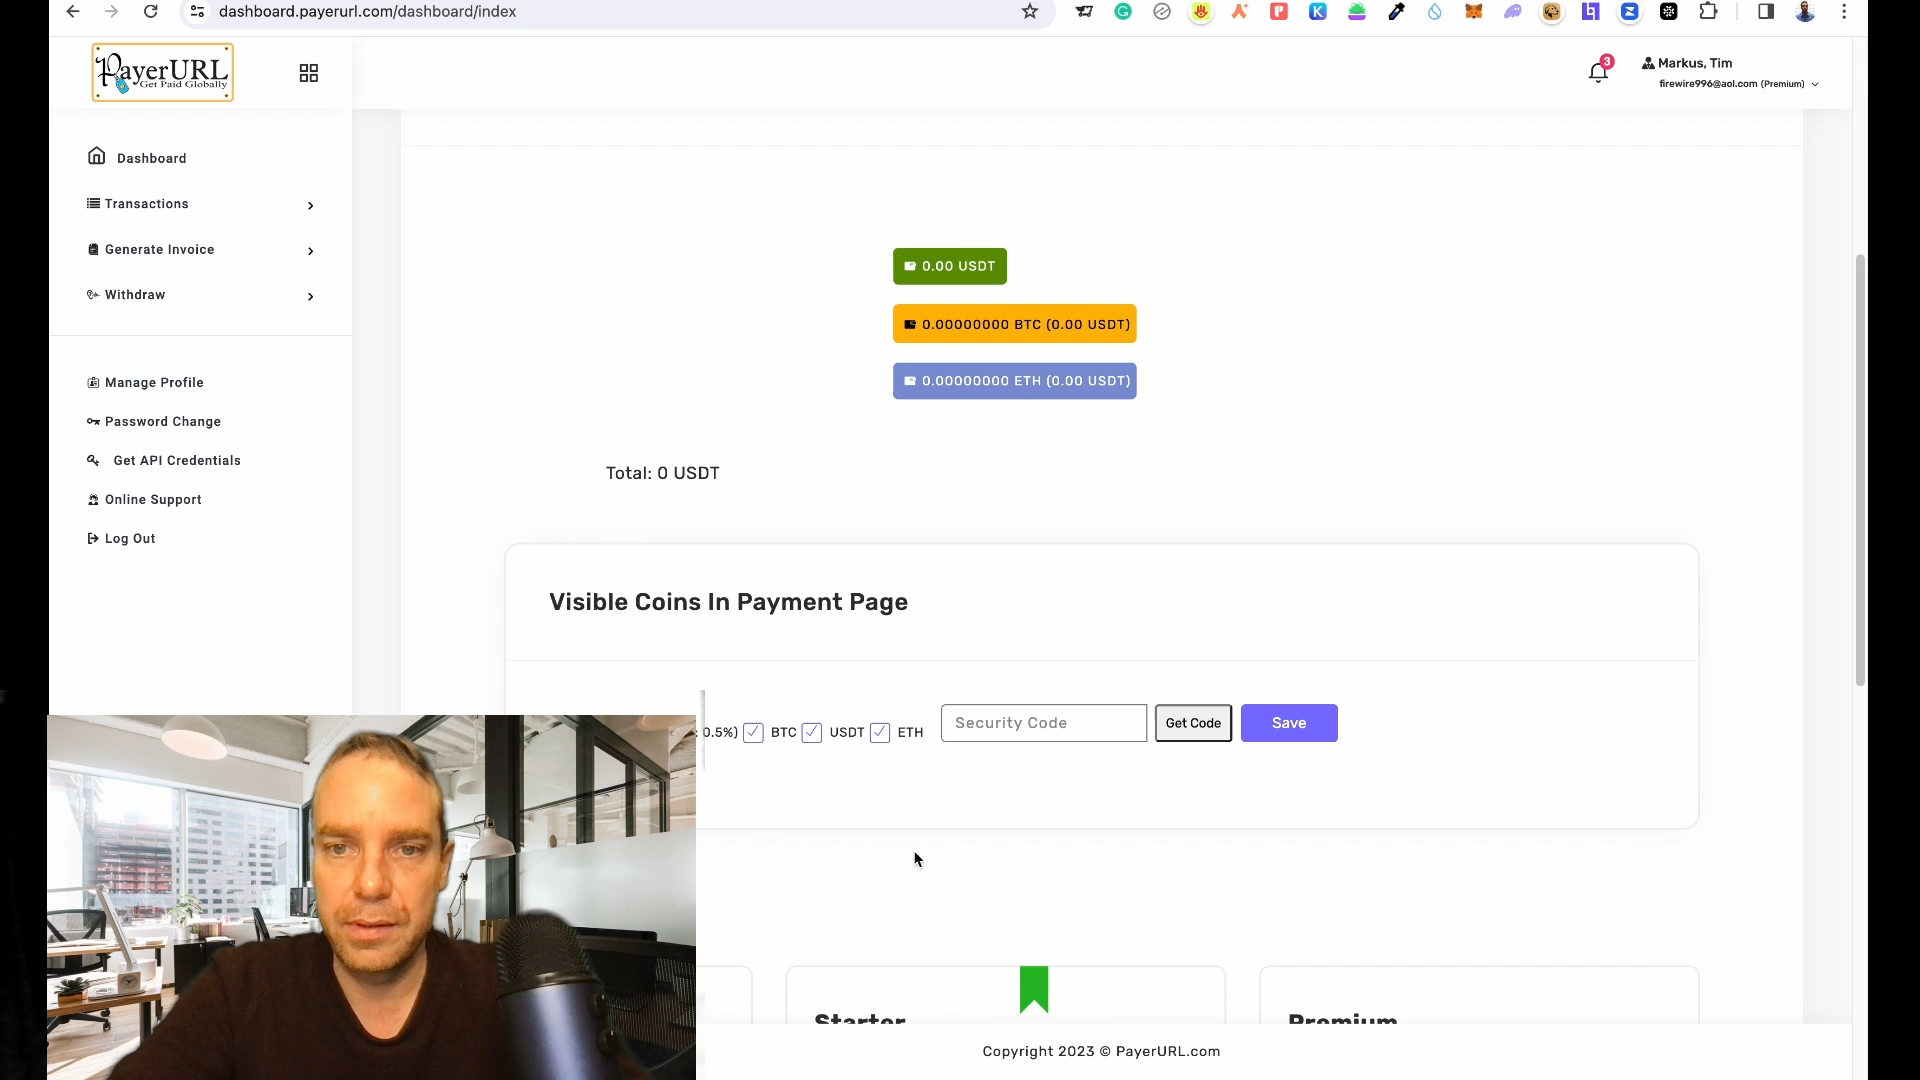 dashboard.payerurl.com/dashboard/index
PayerURL
Get Paid Globally
3
Markus, Tim
firewire996@aol.com (Premium)
Dashboard
Transactions
Generate Invoice
Withdraw
Manage Profile
Password Change
Get API Credentials
Online Support
Log Out
0.00 USDT
0.00000000 BTC (0.00 USDT)
0.00000000 ETH (0.00 USDT)
Total: 0 USDT
Visible Coins In Payment Page
: 0.5%) BTC USDT ETH Security Code Get Code Save
Starter Premium
Copyright 2023 © PayerURL.com